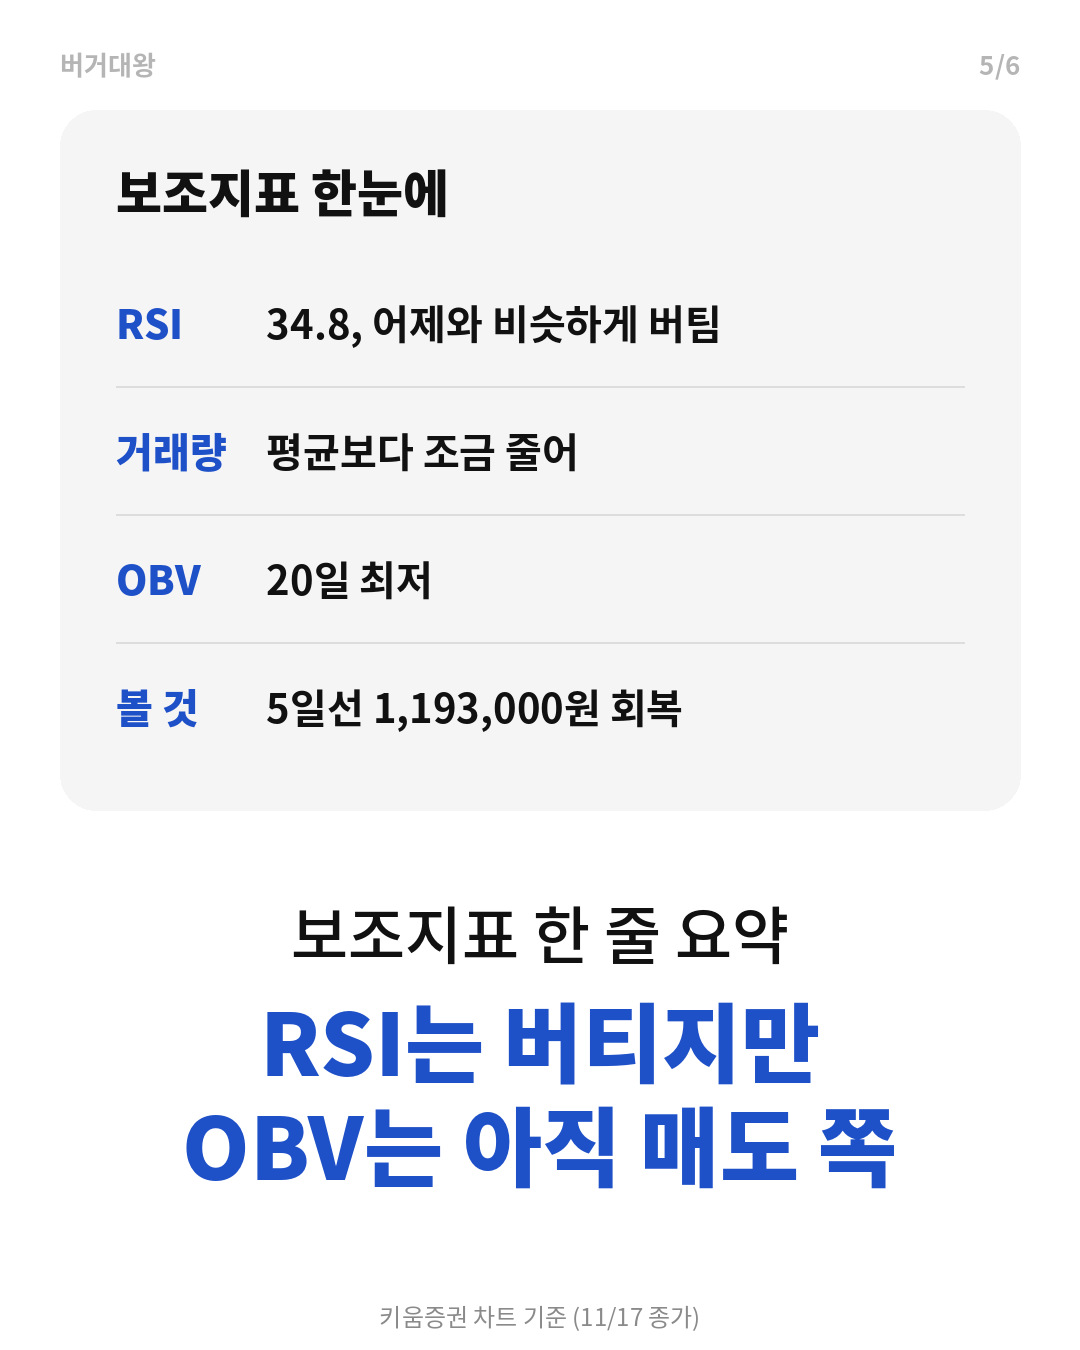 버거대왕 5/6
보조지표 한눈에
RSI 34.8, 어제와 비슷하게 버팀
거래량 평균보다 조금 줄어
OBV 20일 최저
볼 것 5일선 1,193,000원 회복
보조지표 한 줄 요약
RSI는 버티지만
OBV는 아직 매도 쪽
키움증권 차트 기준 (11/17 종가)